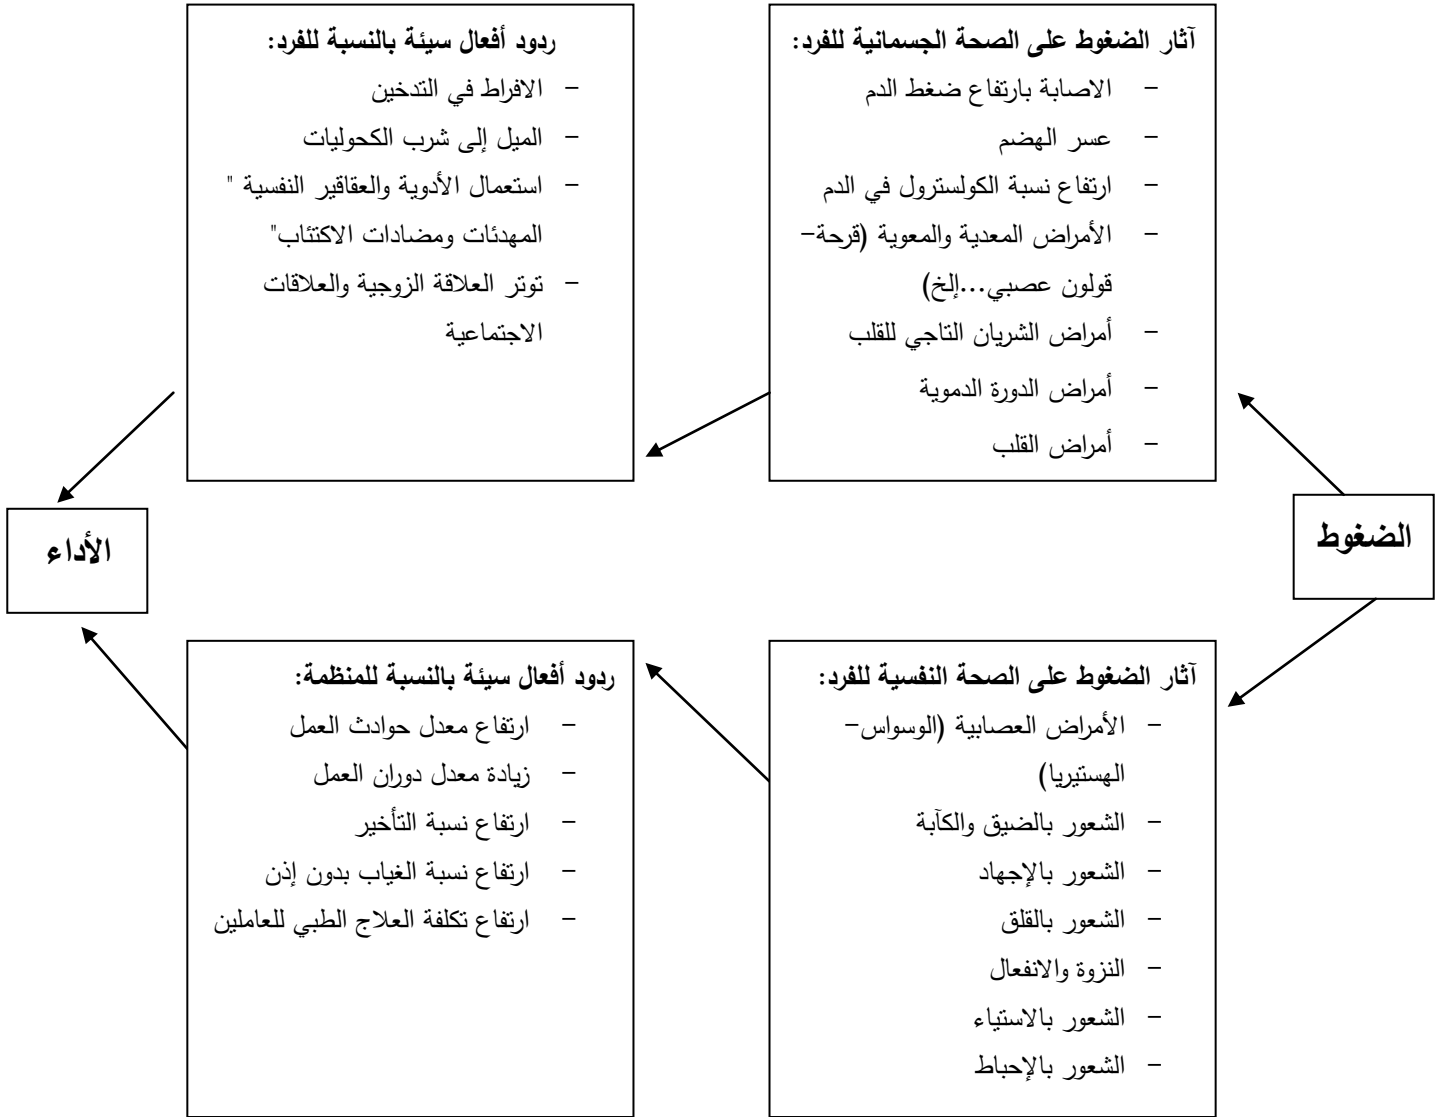 آثار الضغوط على الصحة الجسمانية للفرد:
- الاصابة بارتفاع ضغط الدم
- عسر الهضم
- ارتفاع نسبة الكولسترول في الدم
- الأمراض المعدية والمعوية (قرحة-
قولون عصبي...إلخ)
- أمراض الشريان التاجي للقلب
- أمراض الدورة الدموية
- أمراض القلب
ردود أفعال سيئة بالنسبة للفرد:
- الافراط في التدخين
- الميل إلى شرب الكحوليات
- استعمال الأدوية والعقاقير النفسية "
المهدئات ومضادات الاكتئاب"
- توتر العلاقة الزوجية والعلاقات
الاجتماعية
الضغوط
الأداء
آثار الضغوط على الصحة النفسية للفرد:
- الأمراض العصابية (الوسواس-
الهستيريا)
- الشعور بالضيق والكآبة
- الشعور بالإجهاد
- الشعور بالقلق
- النزوة والانفعال
- الشعور بالاستياء
- الشعور بالإحباط
ردود أفعال سيئة بالنسبة للمنظمة:
- ارتفاع معدل حوادث العمل
- زيادة معدل دوران العمل
- ارتفاع نسبة التأخير
- ارتفاع نسبة الغياب بدون إذن
- ارتفاع تكلفة العلاج الطبي للعاملين